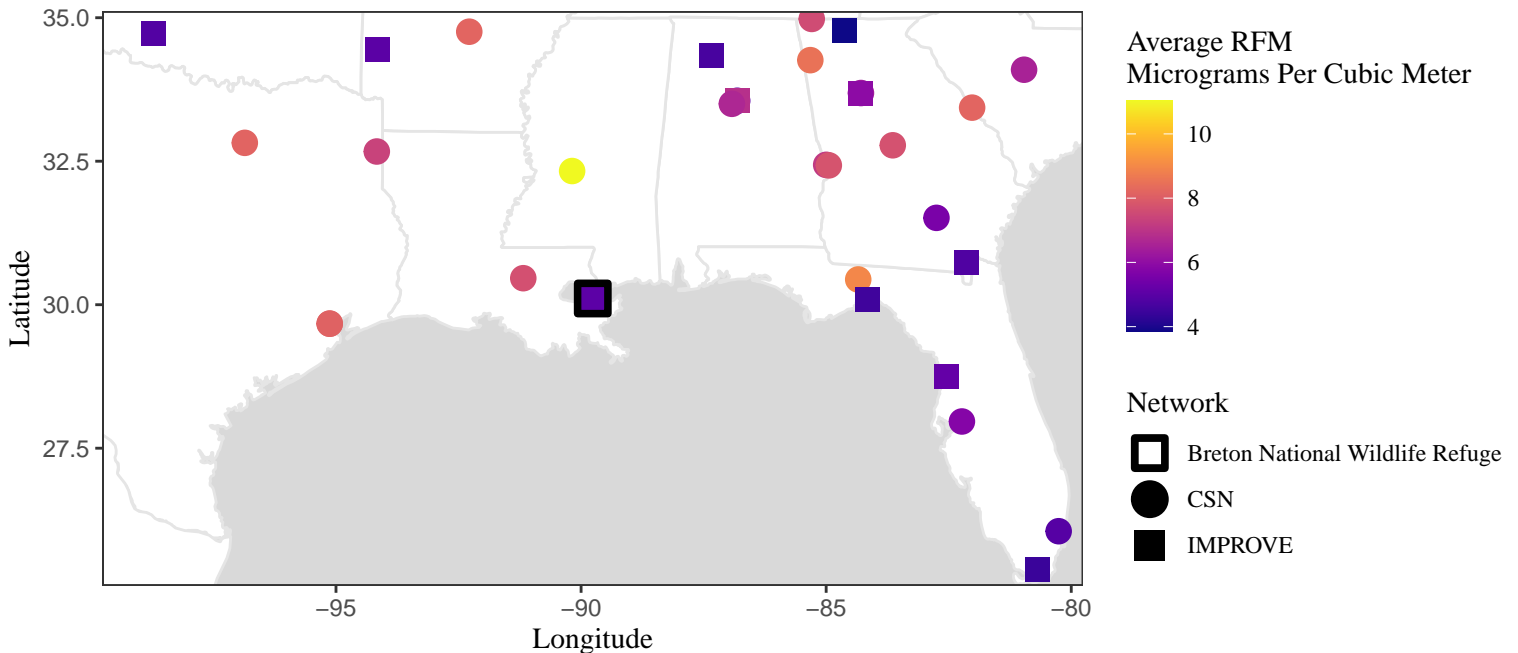 35.0
32.5
30.0
27.5
Latitude
−95
−90
−85
−80
Longitude
Average RFM
Micrograms Per Cubic Meter
10
8
6
4
Network
Breton National Wildlife Refuge
CSN
IMPROVE